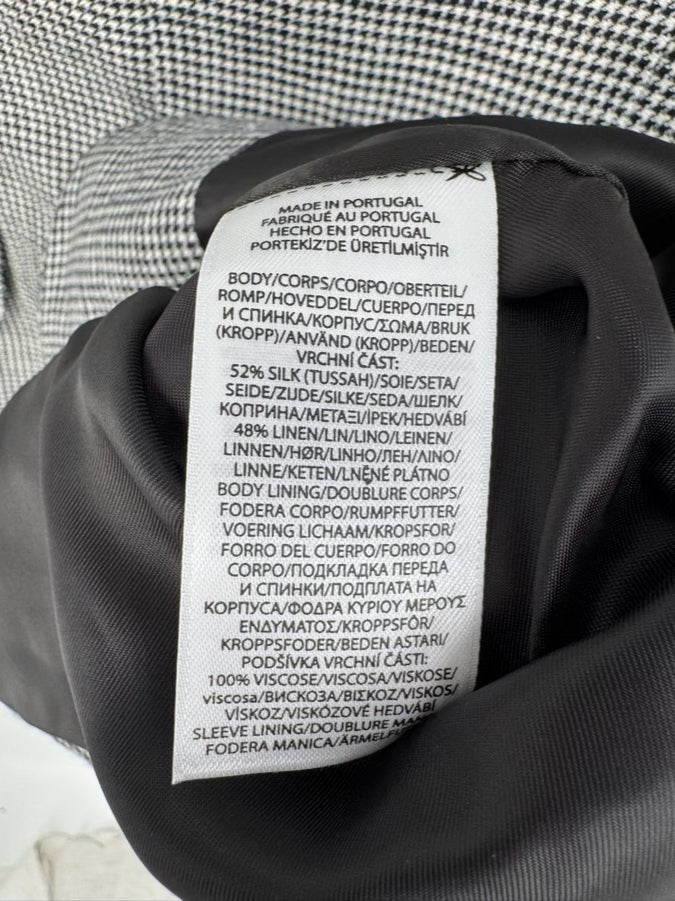 MADE IN PORTUGAL
FABRIQUÉ AU PORTUGAL
HECHO EN PORTUGAL
PORTEKİZ'DE ÜRETİLMİŞTİR
BODY/CORPS/CORPO/OBERTEIL/
ROMP/HOVEDDEL/CUERPO/ПЕРЕД
И СПИНКА/КОРПУС/ΣΩΜΑ/BRUK
(KROPP)/ANVÄND (KROPP)/BEDEN/
VRCHNÍ ČÁST:
52% SILK (TUSSAH)/SOIE/SETA/
SEIDE/ZIJDE/SILKE/SEDA/ШЕЛК/
КОПРИНА/ΜΕΤΑΞΙ/İPEK/HEDVÁBÍ
48% LINEN/LIN/LINO/LEINEN/
LINNEN/HØR/LINHO/ЛЕН/ΛΙΝΟ/
LINNE/KETEN/LNĚNÉ PLÁTNO
BODY LINING/DOUBLURE CORPS/
FODERA CORPO/RUMPFFUTTER/
VOERING LICHAAM/KROPSFOR/
FORRO DEL CUERPO/FORRO DO
CORPO/ПОДКЛАДКА ПЕРЕДА
И СПИНКИ/ПОДПЛАТА НА
КОРПУСА/ΦΟΔΡΑ ΚΥΡΙΟΥ ΜΕΡΟΥΣ
ΕΝΔΥΜΑΤΟΣ/KROPPSFÔR/
KROPPSFODER/BEDEN ASTARI/
PODŠÍVKA VRCHNÍ ČÁSTI:
100% VISCOSE/VISCOSA/VISKOSE/
viscosa/ВИСКОЗА/ΒΙΣΚΟΖ/VISKOS/
VİSKOZ/VISKÓZOVÉ HEDVÁBÍ
SLEEVE LINING/DOUBLURE
FODERA MANICA/